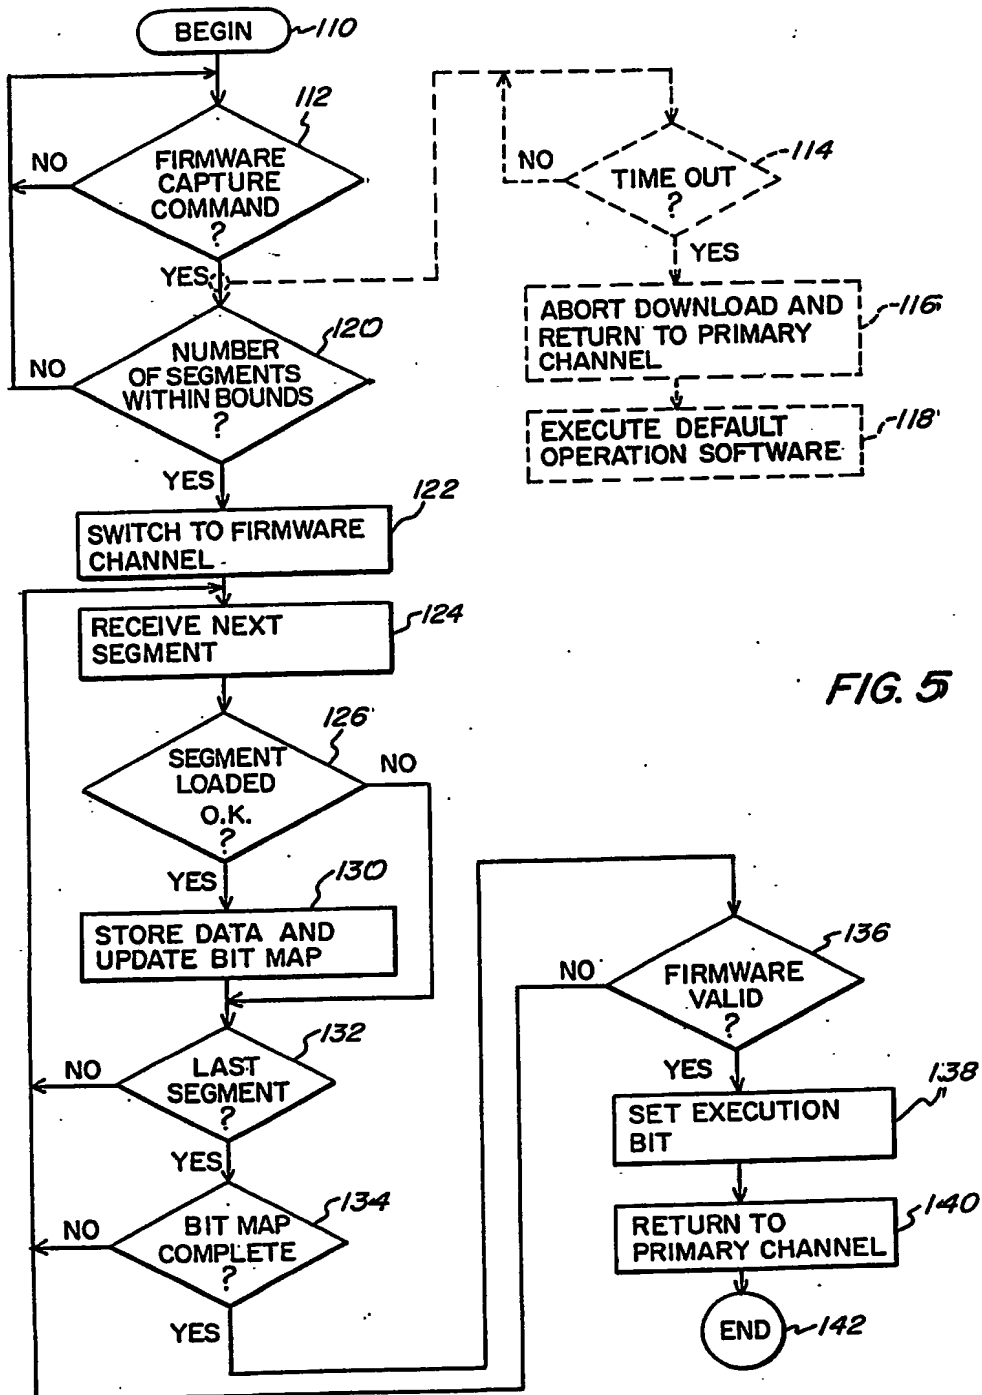 BEGIN
110
112
NO
FIRMWARE
CAPTURE
COMMAND
?
YES
114
NO
TIME OUT
?
YES
116
ABORT DOWNLOAD AND
RETURN TO PRIMARY
CHANNEL
118
EXECUTE DEFAULT
OPERATION SOFTWARE
120
NO
NUMBER
OF SEGMENTS
WITHIN BOUNDS
?
YES
122
SWITCH TO FIRMWARE
CHANNEL
124
RECEIVE NEXT
SEGMENT
FIG. 5
126
SEGMENT
LOADED
O.K.
?
NO
YES
130
STORE DATA AND
UPDATE BIT MAP
132
NO
LAST
SEGMENT
?
YES
134
NO
BIT MAP
COMPLETE
?
YES
136
NO
FIRMWARE
VALID
?
YES
138
SET EXECUTION
BIT
140
RETURN TO
PRIMARY CHANNEL
END
142